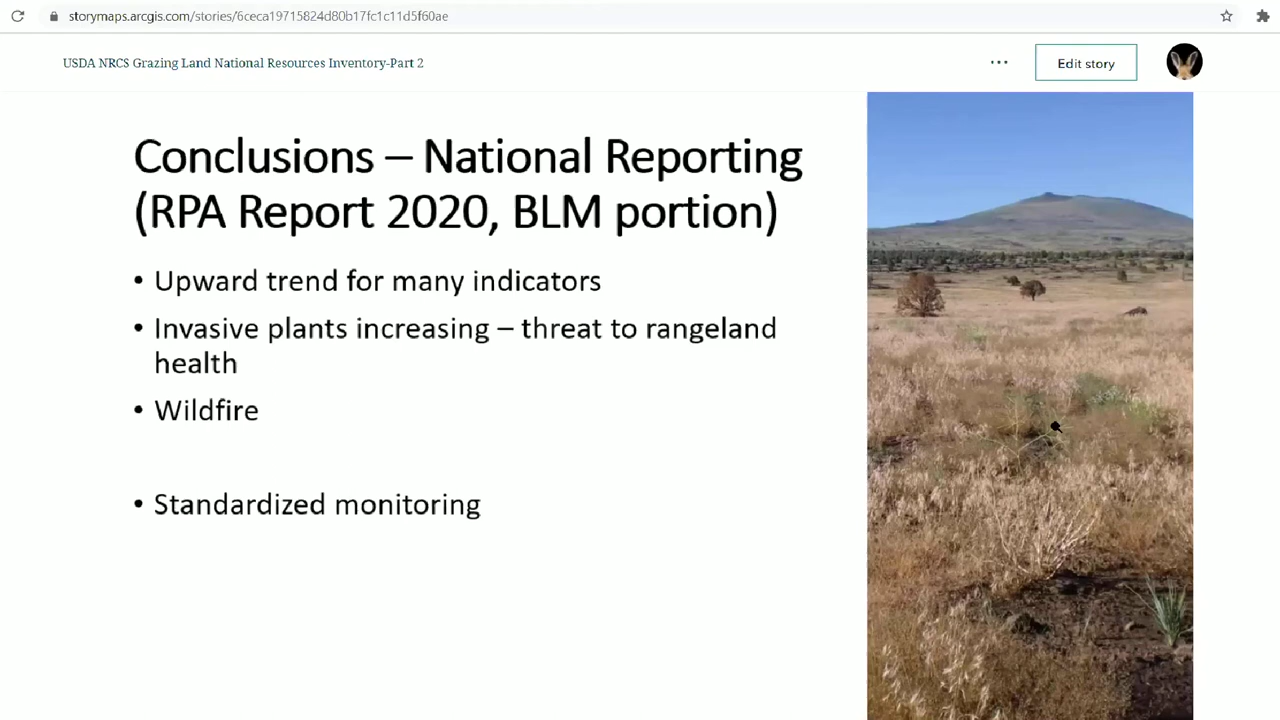 storymaps.arcgis.com/stories/6ceca19715824d80b17fc1c11d5f60ae
USDA NRCS Grazing Land National Resources Inventory-Part 2
Edit story
Conclusions – National Reporting
(RPA Report 2020, BLM portion)
• Upward trend for many indicators
• Invasive plants increasing – threat to rangeland
health
• Wildfire
• Standardized monitoring